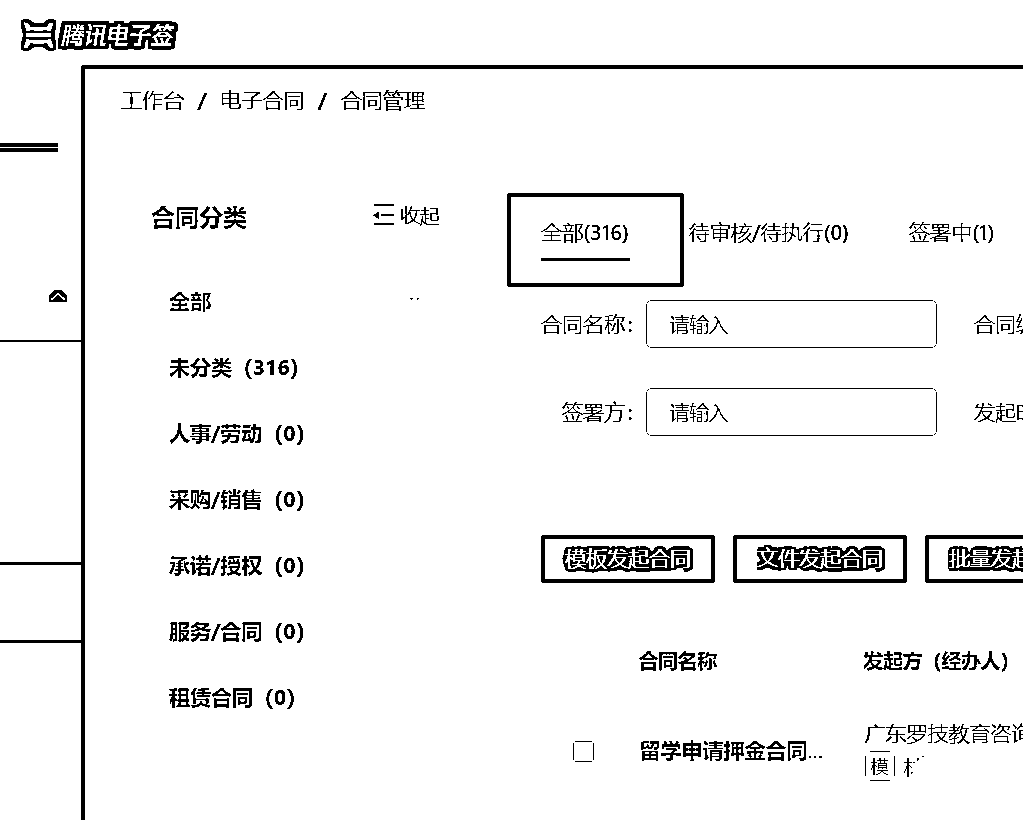 腾讯电子签
工作台 / 电子合同 / 合同管理
合同分类
收起
全部
未分类 (316)
人事/劳动 (0)
采购/销售 (0)
承诺/授权 (0)
服务/合同 (0)
租赁合同 (0)
全部(316) 待审核/待执行(0) 签署中(1)
合同名称: 请输入 合同
签署方: 请输入 发起
模板发起合同 文件发起合同 批量发起
合同名称 发起方 (经办人)
留学申请押金合同... 广东罗技教育咨询
模